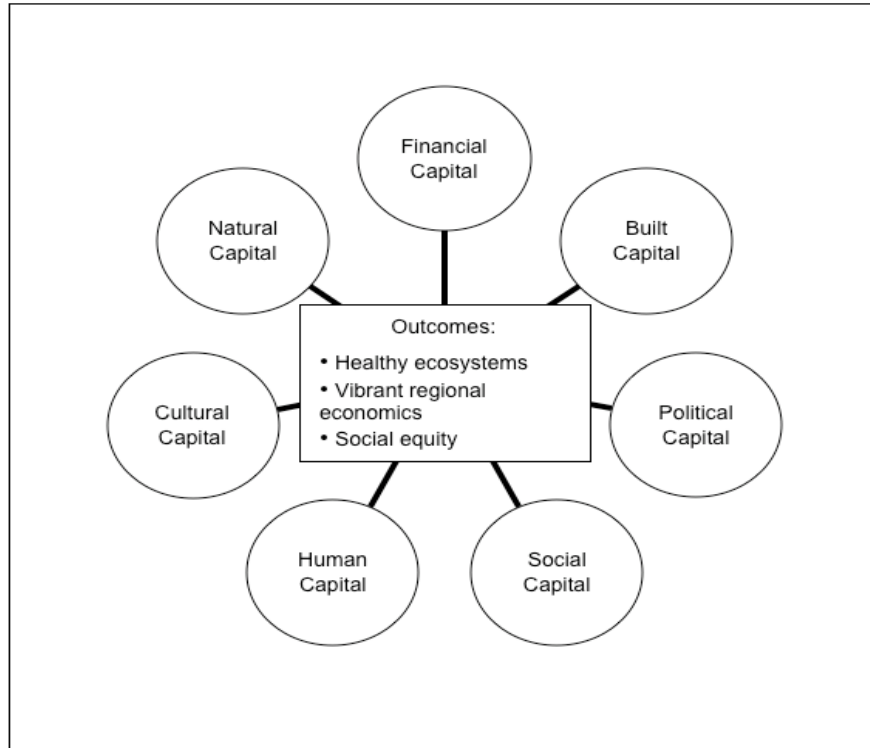 Financial
Capital
Natural
Capital
Built
Capital
Outcomes:
• Healthy ecosystems
• Vibrant regional
economics
• Social equity
Cultural
Capital
Political
Capital
Human
Capital
Social
Capital